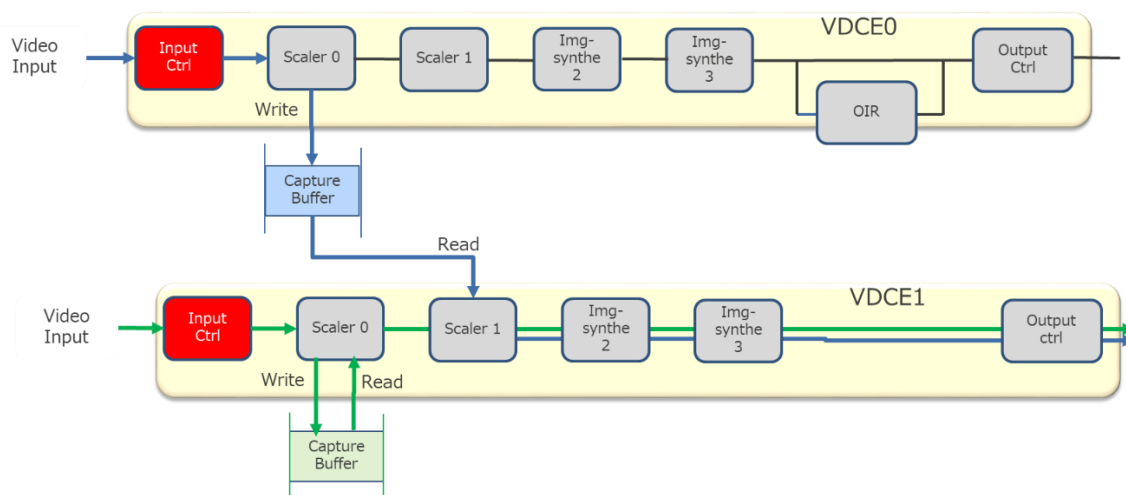 VDCE0
Video
Input
Input
Ctrl
Scaler 0
Scaler 1
Img-
synthe
2
Img-
synthe
3
Output
Ctrl
OIR
Write
Capture
Buffer
Read
VDCE1
Video
Input
Input
Ctrl
Scaler 0
Scaler 1
Img-
synthe
2
Img-
synthe
3
Output
ctrl
Write
Read
Capture
Buffer